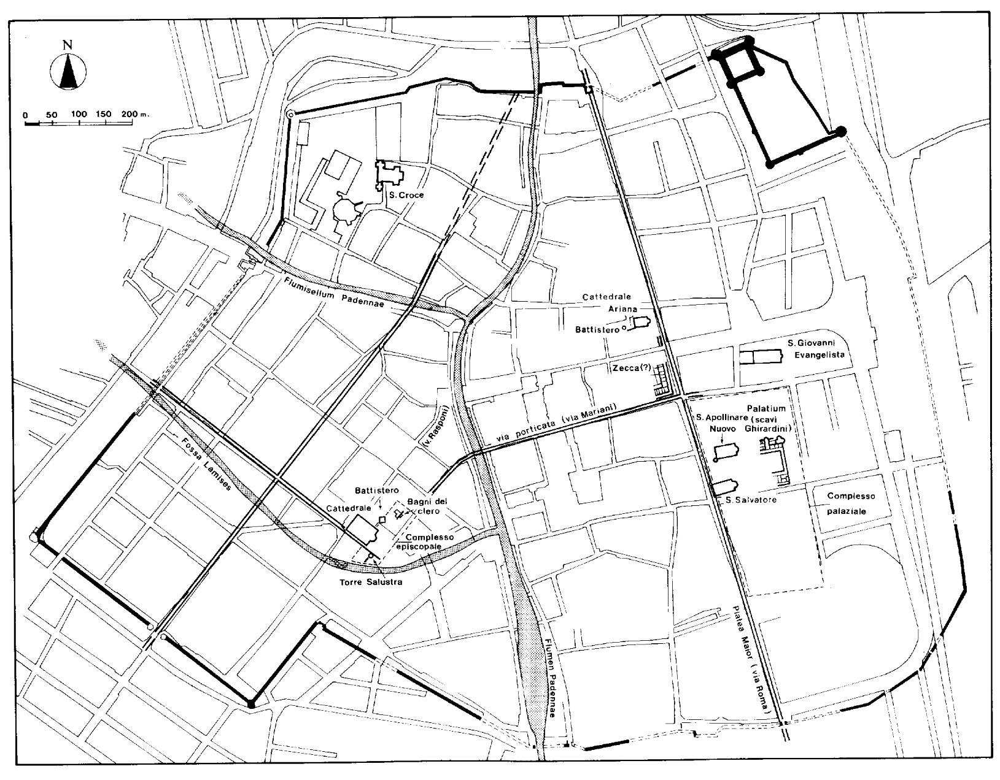 N
0 50 100 150 200 m.
S. Croce
Flumisellum Padennae
Cattedrale
Ariana
Battistero
S. Giovanni
Evangelista
Zecca (?)
via porticata (via Mariani)
(v. Rasponi)
Palatium
(scavi
Ghirardini)
S. Apollinare
Nuovo
Fossa Lamises
Battistero
Bagni del
clero
Cattedrale
S. Salvatore
Complesso
palaziale
Complesso
episcopale
Torre Salustra
Platea Maior (via Roma)
Flumen Padennae